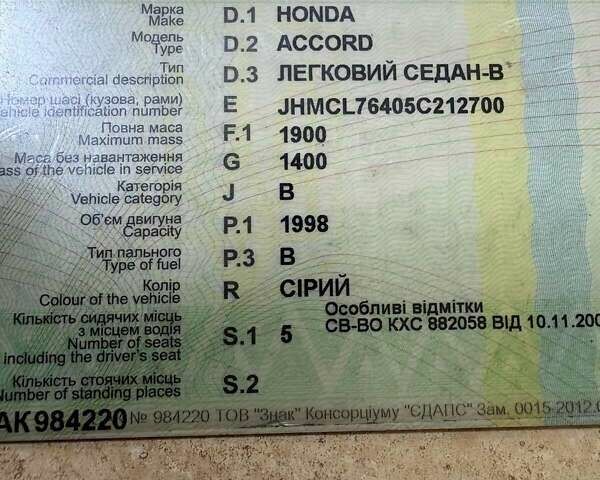 Марка D.1 HONDA
Make
Модель D.2 ACCORD
Type
Тип D.3 ЛЕГКОВИЙ СЕДАН-В
Commercial description
Номер шасі (кузова, рами) E JHMCL76405C212700
ehicle identification number
Повна маса F.1 1900
Maximum mass
Маса без навантаження G 1400
ass of the vehicle in service
Категорія J B
Vehicle category
Об'єм двигуна P.1 1998
Capacity
Тип пального P.3 B
Type of fuel
Колір R СІРИЙ
Colour of the vehicle
Особливі відмітки
СВ-ВО КХС 882058 ВІД 10.11.200
Кількість сидячих місць
з місцем водія S.1 5
Number of seats
including the driver's seat
Кількість стоячих місць S.2
Number of standing places
АК 984220 № 984220 ТОВ "Знак" Консорціуму "ЄДАПС" Зам. 0015-2012.